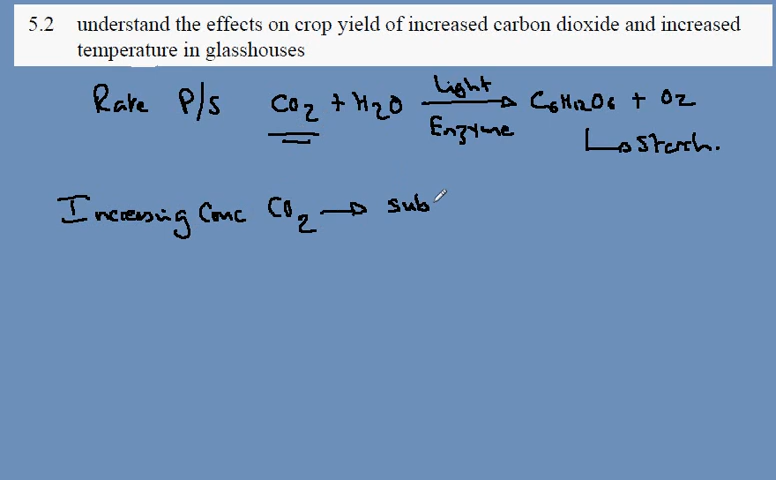 5.2 understand the effects on crop yield of increased carbon dioxide and increased
temperature in glasshouses
Rate P/S CO2 + H2O Light Enzyme → C6H12O6 + O2
↳ Starch.
Increasing Conc CO2 → sub